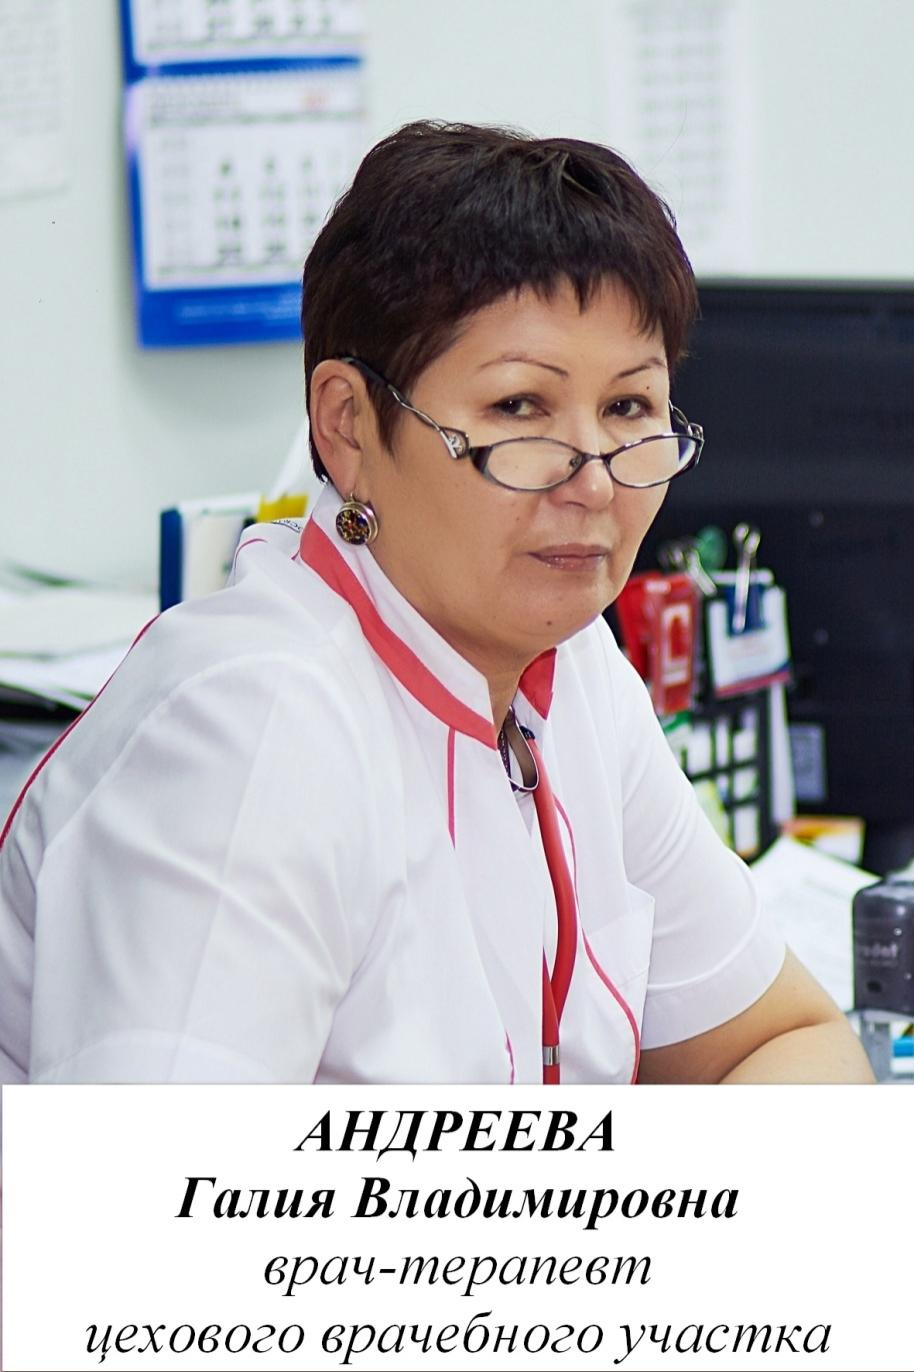 АНДРЕЕВА
Галия Владимировна
врач-терапевт
цехового врачебного участка